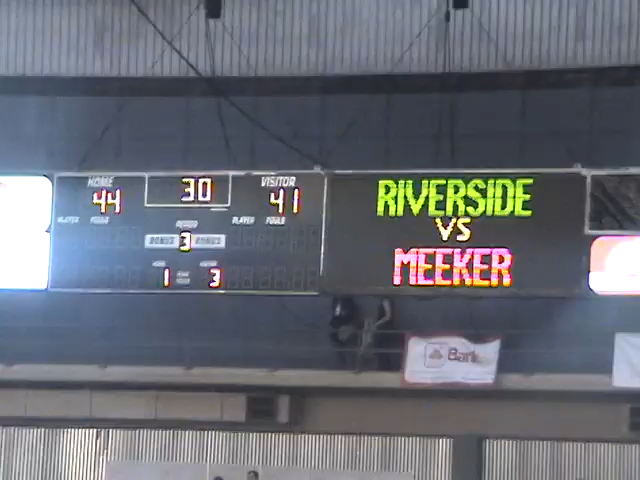 HOME
44
30
VISITOR
41
PLAYER FOULS
PERIOD
PLAYER FOULS
BONUS 3 BONUS
1
3
RIVERSIDE
VS
MEEKER
Bank